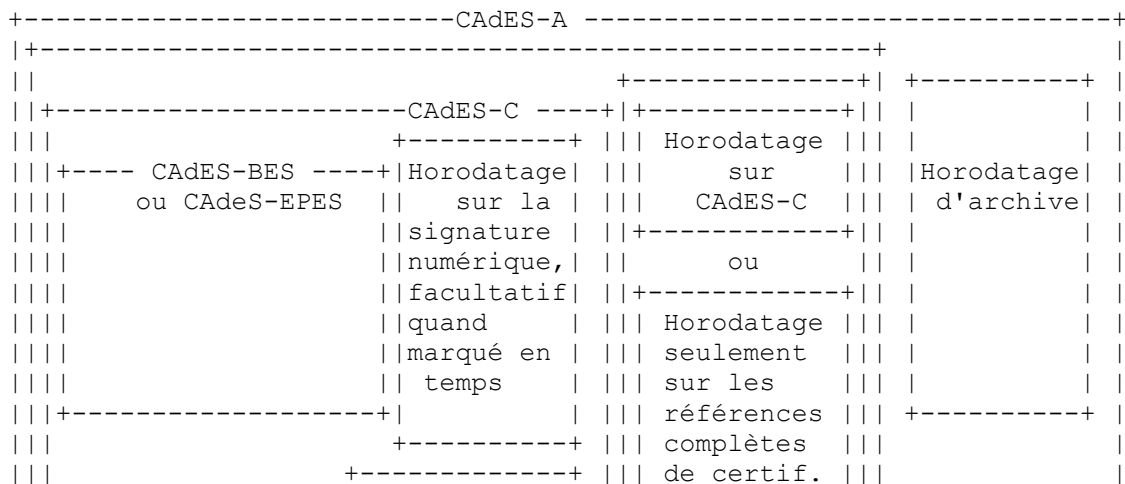 +---------------------------CAdES-A ---------------------------------+
|+----------------------------------------------------+              |
||                                     +--------------+| +----------+ |
||+----------------------CAdES-C ----+|+-------------+|| |          | |
|||                      +----------+ ||| Horodatage ||| |          | |
|||+---- CAdES-BES ----+|Horodatage| |||     sur    ||| |Horodatage| |
||||    ou CAdeS-EPES  ||  sur la | |||   CAdES-C  ||| | d'archive| |
||||                   ||signature | ||+------------+|| |          | |
||||                   ||numérique,| ||     ou      || |          | |
||||                   ||facultatif| ||+------------+|| |          | |
||||                   ||quand     | ||| Horodatage ||| |          | |
||||                   ||marqué en | ||| seulement  ||| |          | |
||||                   || temps    | ||| sur les    ||| |          | |
|||+-------------------+|          | ||| références ||| +----------+ |
|||                     +----------+ ||| complètes  |||              |
|||                  +-------------+ ||| de certif. |||              |